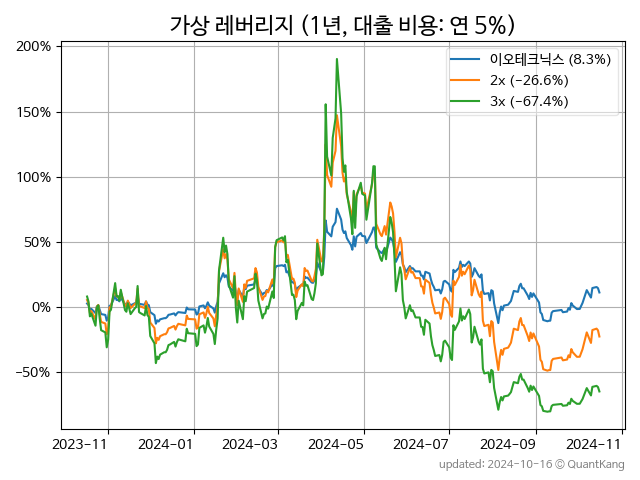 가상 레버리지 (1년, 대출 비용: 연 5%)
이오테크닉스 (8.3%)
2x (−26.6%)
3x (−67.4%)
200%
150%
100%
50%
0%
−50%
2023-11 2024-01 2024-03 2024-05 2024-07 2024-09 2024-11
updated: 2024-10-16 © QuantKang